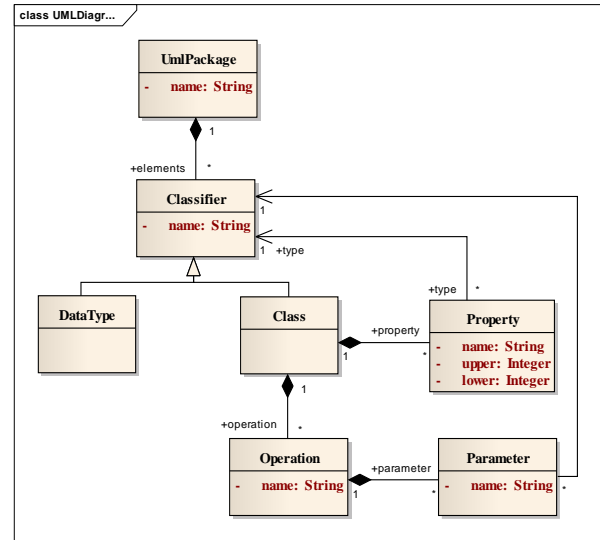 class UMLDiagr...
UmlPackage
- name: String
1
+elements *
Classifier
- name: String
1
1 +type
DataType
Class
+property
1 *
+type *
Property
- name: String
- upper: Integer
- lower: Integer
1
+operation *
Operation
- name: String
+parameter
1 *
Parameter
- name: String
*